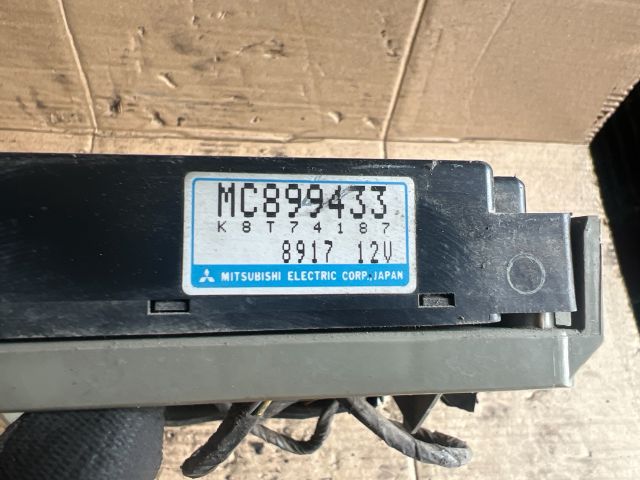 MC899433
K8T74187
8917 12V
MITSUBISHI ELECTRIC CORP. JAPAN